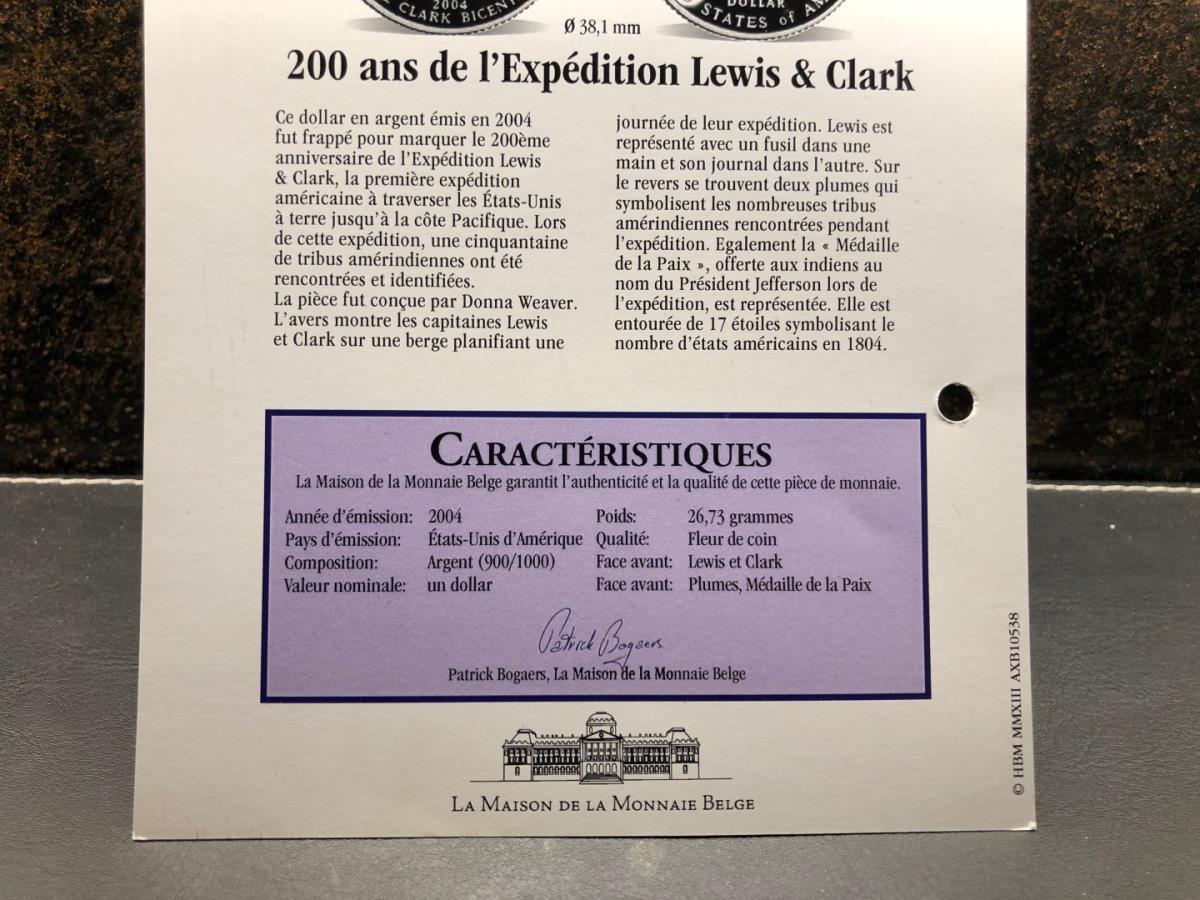 2004
CLARK BICEN
DOLLAR
STATES of AM
Ø 38,1 mm
200 ans de l'Expédition Lewis & Clark
Ce dollar en argent émis en 2004
fut frappé pour marquer le 200ème
anniversaire de l'Expédition Lewis
& Clark, la première expédition
américaine à traverser les États-Unis
à terre jusqu'à la côte Pacifique. Lors
de cette expédition, une cinquantaine
de tribus amérindiennes ont été
rencontrées et identifiées.
La pièce fut conçue par Donna Weaver.
L'avers montre les capitaines Lewis
et Clark sur une berge planifiant une
journée de leur expédition. Lewis est
représenté avec un fusil dans une
main et son journal dans l'autre. Sur
le revers se trouvent deux plumes qui
symbolisent les nombreuses tribus
amérindiennes rencontrées pendant
l'expédition. Egalement la « Médaille
de la Paix », offerte aux indiens au
nom du Président Jefferson lors de
l'expédition, est représentée. Elle est
entourée de 17 étoiles symbolisant le
nombre d'états américains en 1804.
CARACTÉRISTIQUES
La Maison de la Monnaie Belge garantit l'authenticité et la qualité de cette pièce de monnaie.
Année d'émission: 2004
Pays d'émission: États-Unis d'Amérique
Composition: Argent (900/1000)
Valeur nominale: un dollar
Poids: 26,73 grammes
Qualité: Fleur de coin
Face avant: Lewis et Clark
Face avant: Plumes, Médaille de la Paix
Patrick Bogaers
Patrick Bogaers, La Maison de la Monnaie Belge
LA MAISON DE LA MONNAIE BELGE
© HBM MMXIII AXB10538